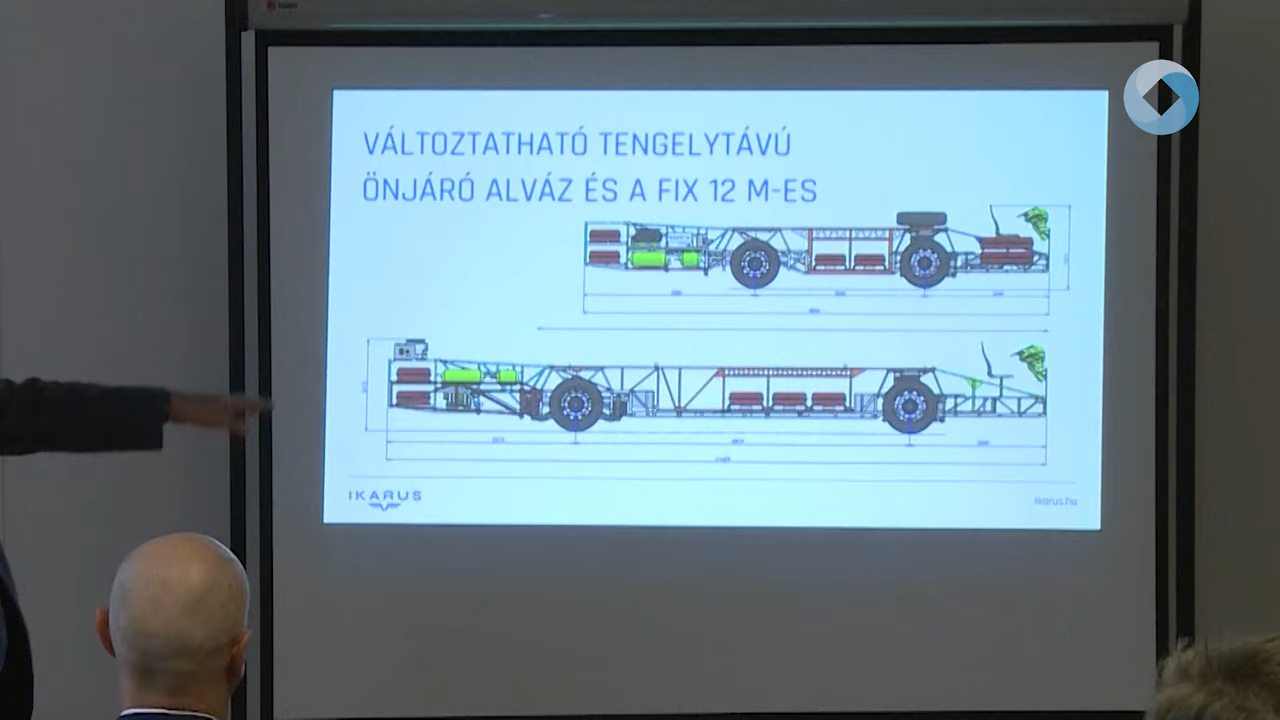 VÁLTOZTATHATÓ TENGELYTÁVÚ
ÖNJÁRÓ ALVÁZ ÉS A FIX 12 M-ES
IKARUS
Ikarus.hu